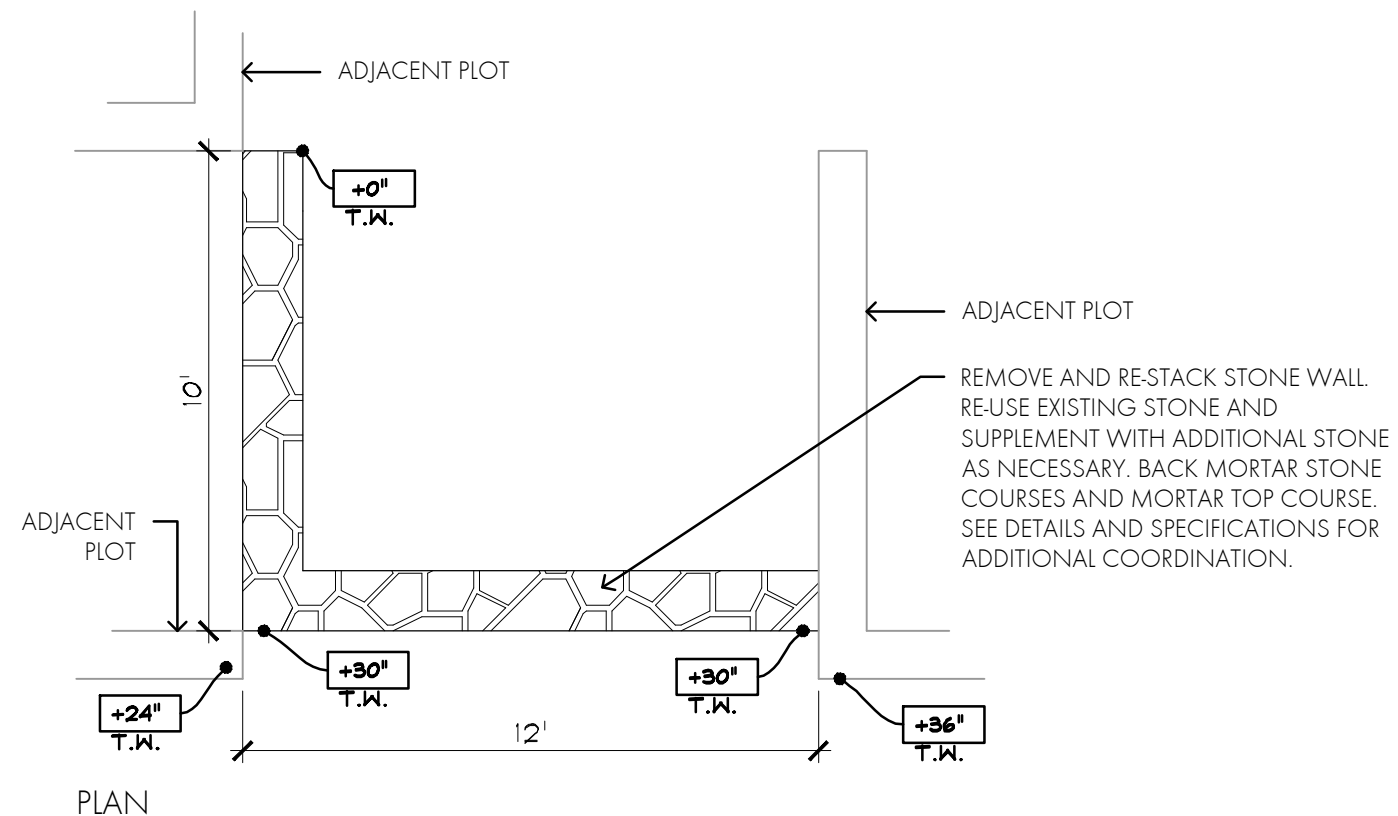 ADJACENT PLOT
+0"
T.W.
10'
ADJACENT PLOT
REMOVE AND RE-STACK STONE WALL.
RE-USE EXISTING STONE AND
SUPPLEMENT WITH ADDITIONAL STONE
AS NECESSARY. BACK MORTAR STONE
COURSES AND MORTAR TOP COURSE.
SEE DETAILS AND SPECIFICATIONS FOR
ADDITIONAL COORDINATION.
ADJACENT
PLOT
+30"
T.W.
+30"
T.W.
+24"
T.W.
12'
+36"
T.W.
PLAN